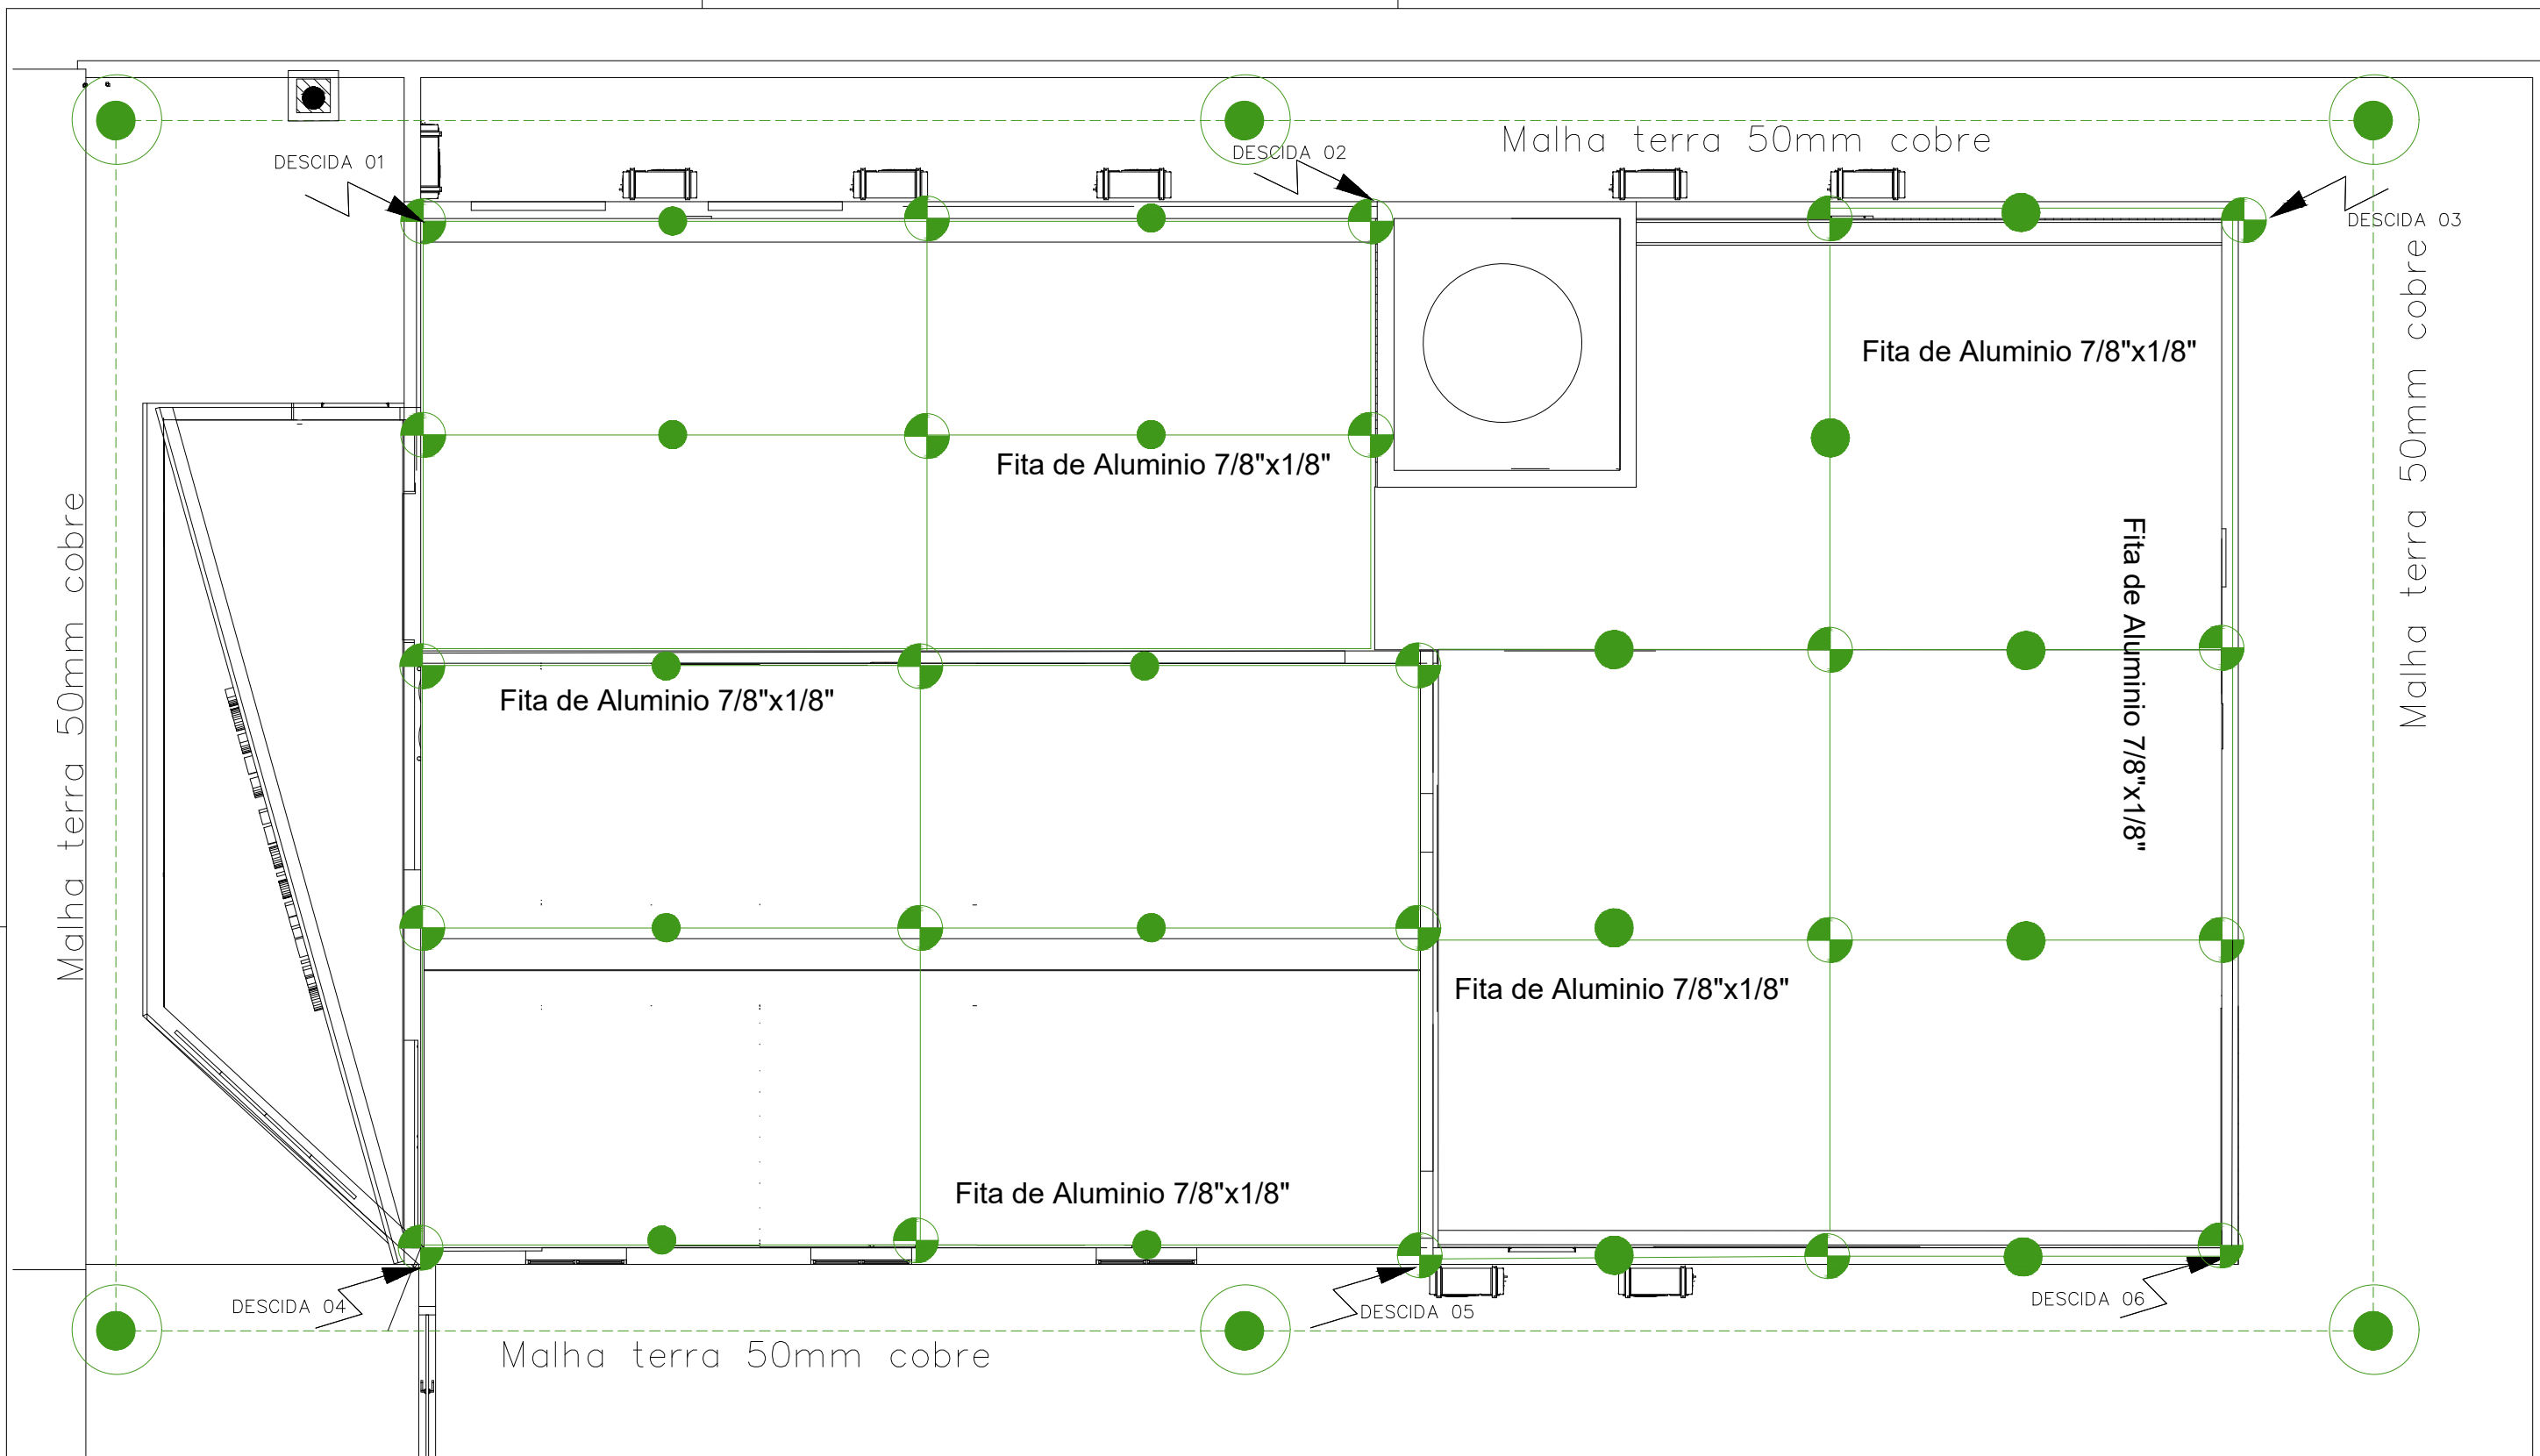 Malha terra 50mm cobre
DESCIDA 01
DESCIDA 02
DESCIDA 03
Malha terra 50mm cobre
Fita de Aluminio 7/8"x1/8"
Fita de Aluminio 7/8"x1/8"
Malha terra 50mm cobre
Fita de Aluminio 7/8"x1/8"
Fita de Aluminio 7/8"x1/8"
Fita de Aluminio 7/8"x1/8"
Fita de Aluminio 7/8"x1/8"
DESCIDA 04
DESCIDA 05
DESCIDA 06
Malha terra 50mm cobre